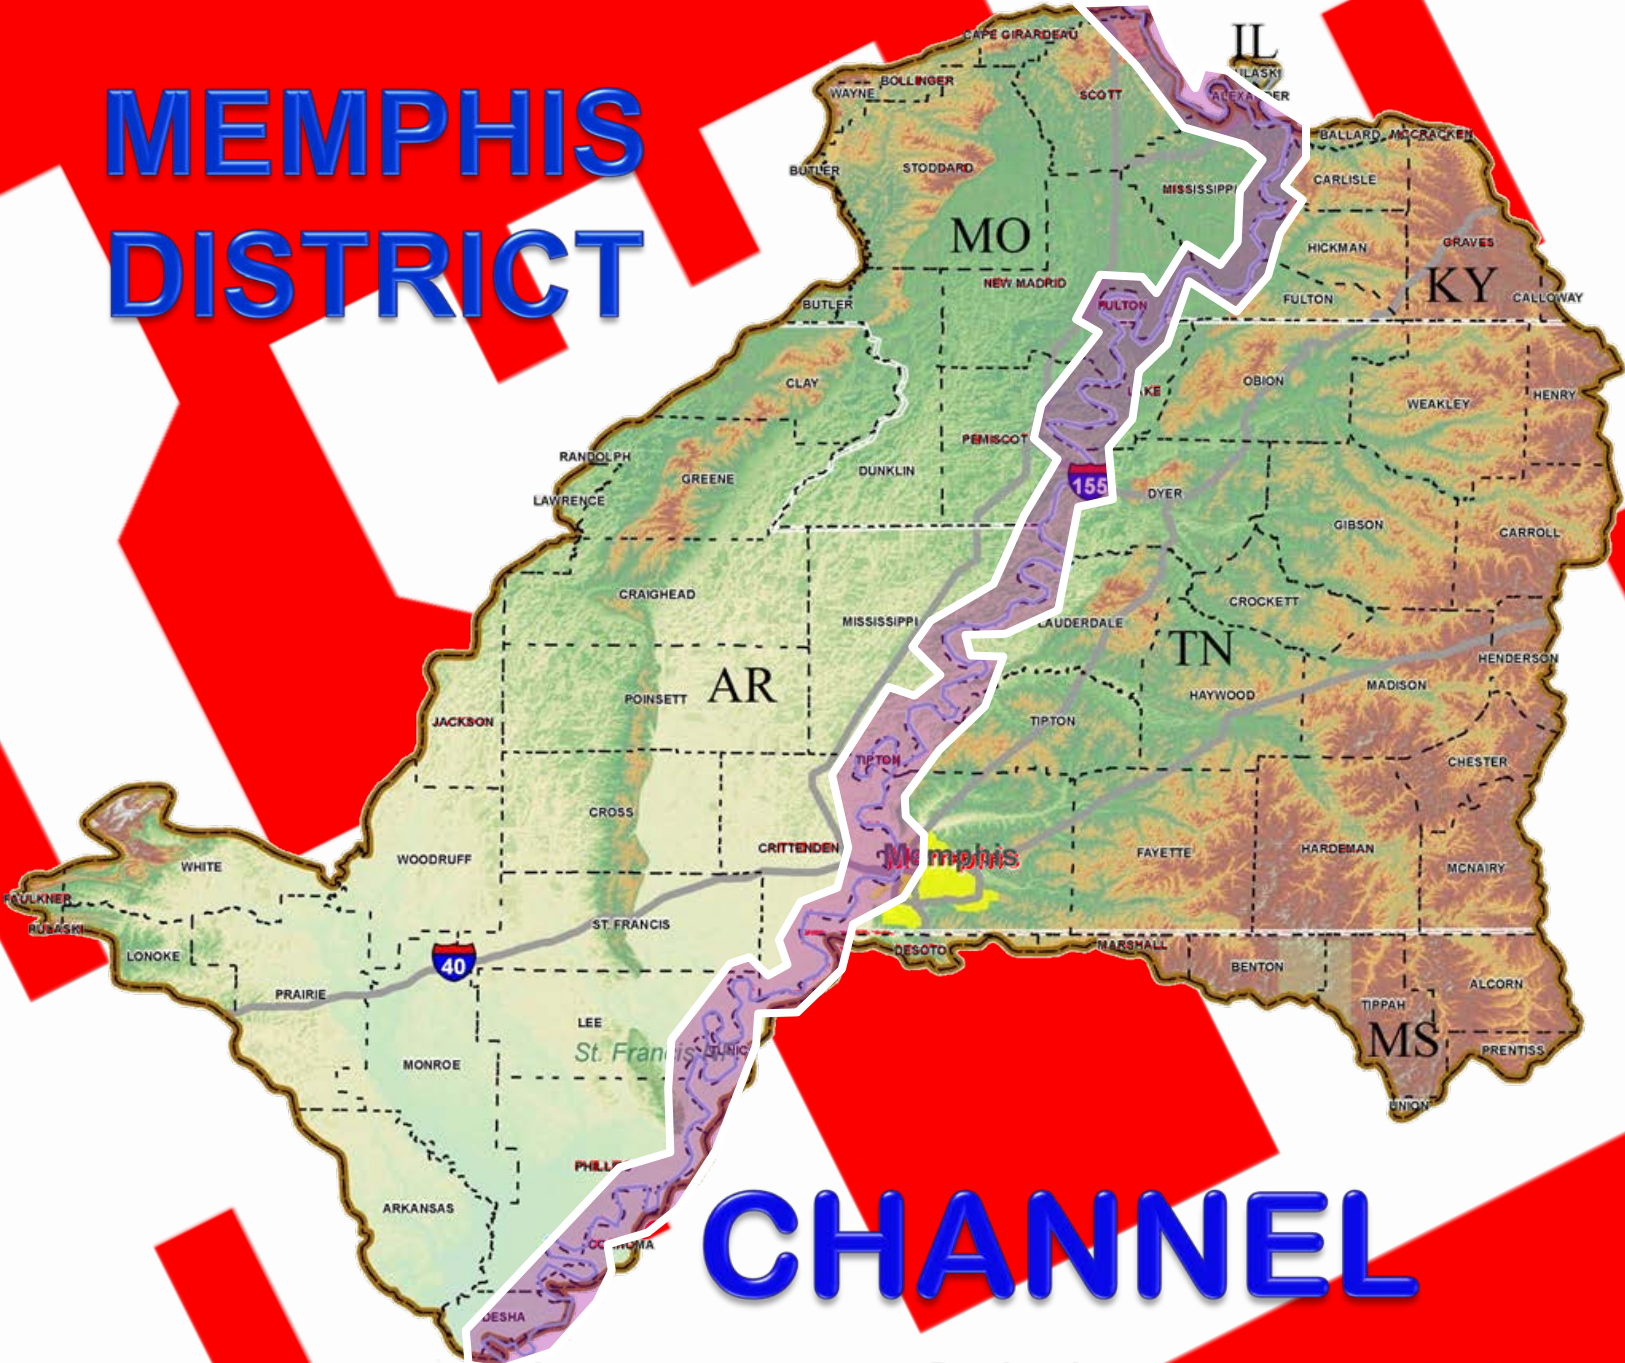 IL
CAPE GIRARDEAU
BOLLINGER
WAYNE
SCOTT
ALEXANDER
MEMPHIS
DISTRICT
BALLARD
MCCRACKEN
BUTLER
STODDARD
MISSISSIPPI
CARLISLE
MO
HICKMAN
GRAVES
NEW MADRID
KY
BUTLER
FULTON
FULTON
CALLOWAY
CLAY
OBION
LAKE
WEAKLEY
HENRY
PEMISCOT
RANDOLPH
DUNKLIN
GREENE
155
DYER
LAWRENCE
GIBSON
CARROLL
CRAIGHEAD
CROCKETT
MISSISSIPPI
LAUDERDALE
TN
HENDERSON
AR
POINSETT
HAYWOOD
MADISON
JACKSON
TIPTON
TIPTON
CHESTER
CROSS
CRITTENDEN
HARDEMAN
WOODRUFF
Memphis
FAYETTE
WHITE
MCNAIRY
FAULKNER
ST. FRANCIS
PULASKI
MARSHALL
DESOTO
LONOKE
40
BENTON
PRAIRIE
ALCORN
TIPPAH
LEE
MS
St. Francis
PRENTISS
MONROE
UNION
ARKANSAS
CHANNEL
DESHA